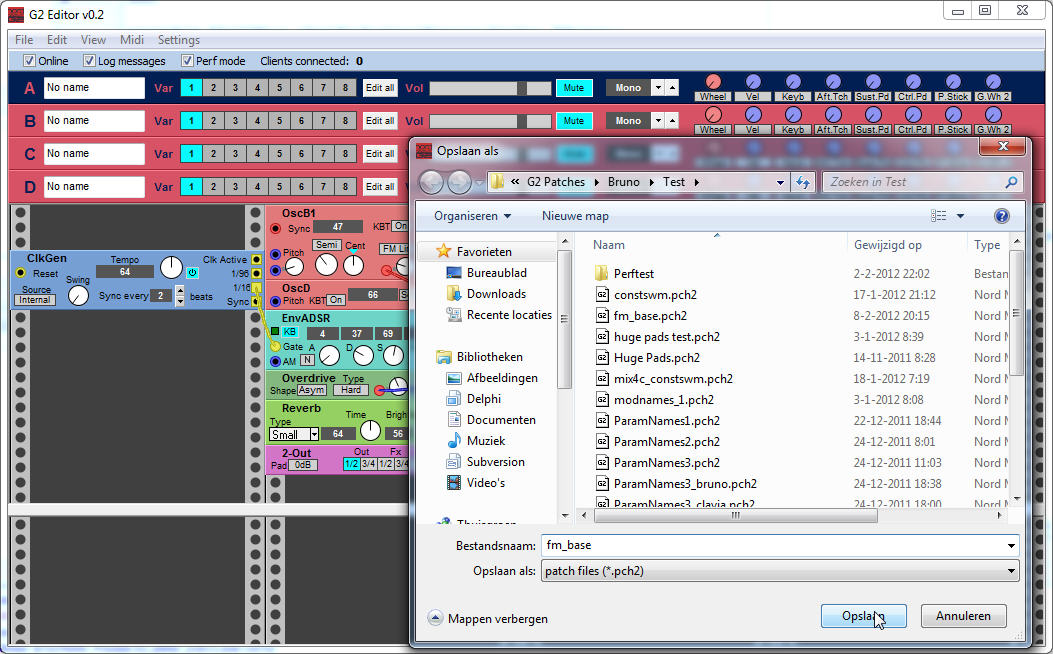 G2 Editor v0.2
File Edit View Midi Settings
Online Log messages Perf mode Clients connected: 0
A No name Var 1 2 3 4 5 6 7 8 Edit all Vol Mute Mono
Wheel Vel Keyb Aft.Tch Sust.Pd Ctrl.Pd P.Stick G.Wh 2
B No name Var 1 2 3 4 5 6 7 8 Edit all Vol Mute Mono
Wheel Vel Keyb Aft.Tch Sust.Pd Ctrl.Pd P.Stick G.Wh 2
C No name Var 1 2 3 4 5 6 7 8 Edit all
D No name Var 1 2 3 4 5 6 7 8 Edit all
ClkGen
Tempo
64
Clk Active
Reset
1/96
Swing
Source
1/16
Internal
Sync every 2 beats
Sync
OscB1
Sync 47 KBT On
Semi Cent
FM
Pitch
OscD
Pitch KBT On 66
EnvADSR
KB 4 37 69
Gate A D S
AM N
Overdrive Type
Shape Asym Hard
Reverb
Type Time Brigh
Small 64 56
2-Out Out Fx
Pad 0dB 1/2 3/4 1/2 3/4
Opslaan als
« G2 Patches Bruno Test
Zoeken in Test
Organiseren Nieuwe map
Favorieten
Bureaublad
Downloads
Recente locaties
Bibliotheken
Afbeeldingen
Delphi
Documenten
Muziek
Subversion
Video's
Naam Gewijzigd op Type
Perftest 2-2-2012 22:02 Bestan
G2 constswm.pch2 17-1-2012 21:12 Nord
G2 fm_base.pch2 8-2-2012 20:15 Nord
G2 huge pads test.pch2 3-1-2012 8:39 Nord
G2 Huge Pads.pch2 14-11-2011 8:28 Nord
G2 mix4c_constswm.pch2 18-1-2012 7:19 Nord
G2 modnames_1.pch2 3-1-2012 8:08 Nord
G2 ParamNames1.pch2 22-12-2011 18:44 Nord
G2 ParamNames2.pch2 24-12-2011 8:01 Nord
G2 ParamNames3.pch2 24-12-2011 11:03 Nord
G2 ParamNames3_bruno.pch2 24-12-2011 18:38 Nord
G2 ParamNames3_clavia.pch2 24-12-2011 18:00 Nord
Bestandsnaam: fm_base
Opslaan als: patch files (*.pch2)
Mappen verbergen
Opslaan Annuleren